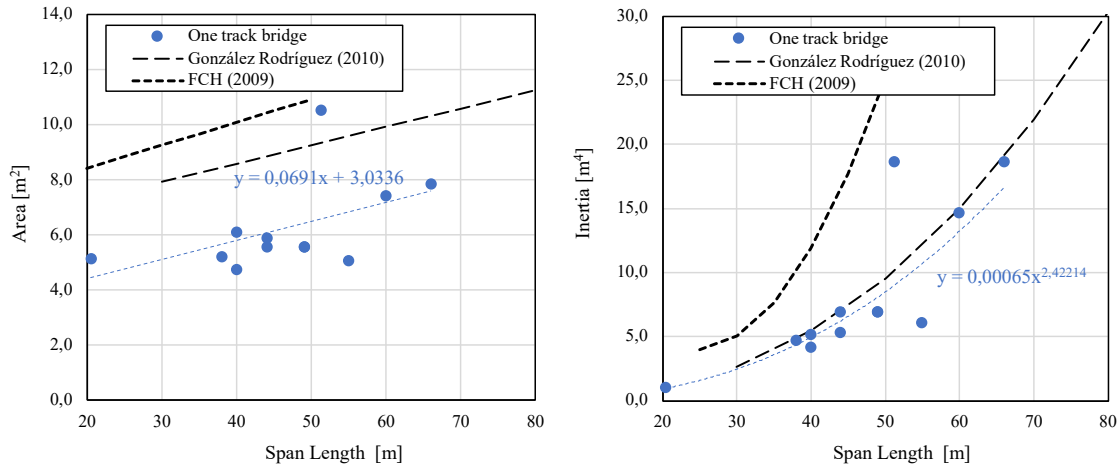 14,0
12,0
10,0
8,0
6,0
4,0
2,0
0,0
Area [m²]
One track bridge
González Rodríguez (2010)
FCH (2009)
y = 0,0691x + 3,0336
20 30 40 50 60 70 80
Span Length [m]
30,0
25,0
20,0
15,0
10,0
5,0
0,0
Inertia [m⁴]
One track bridge
González Rodríguez (2010)
FCH (2009)
y = 0,00065x^2,42214
20 30 40 50 60 70 80
Span Length [m]